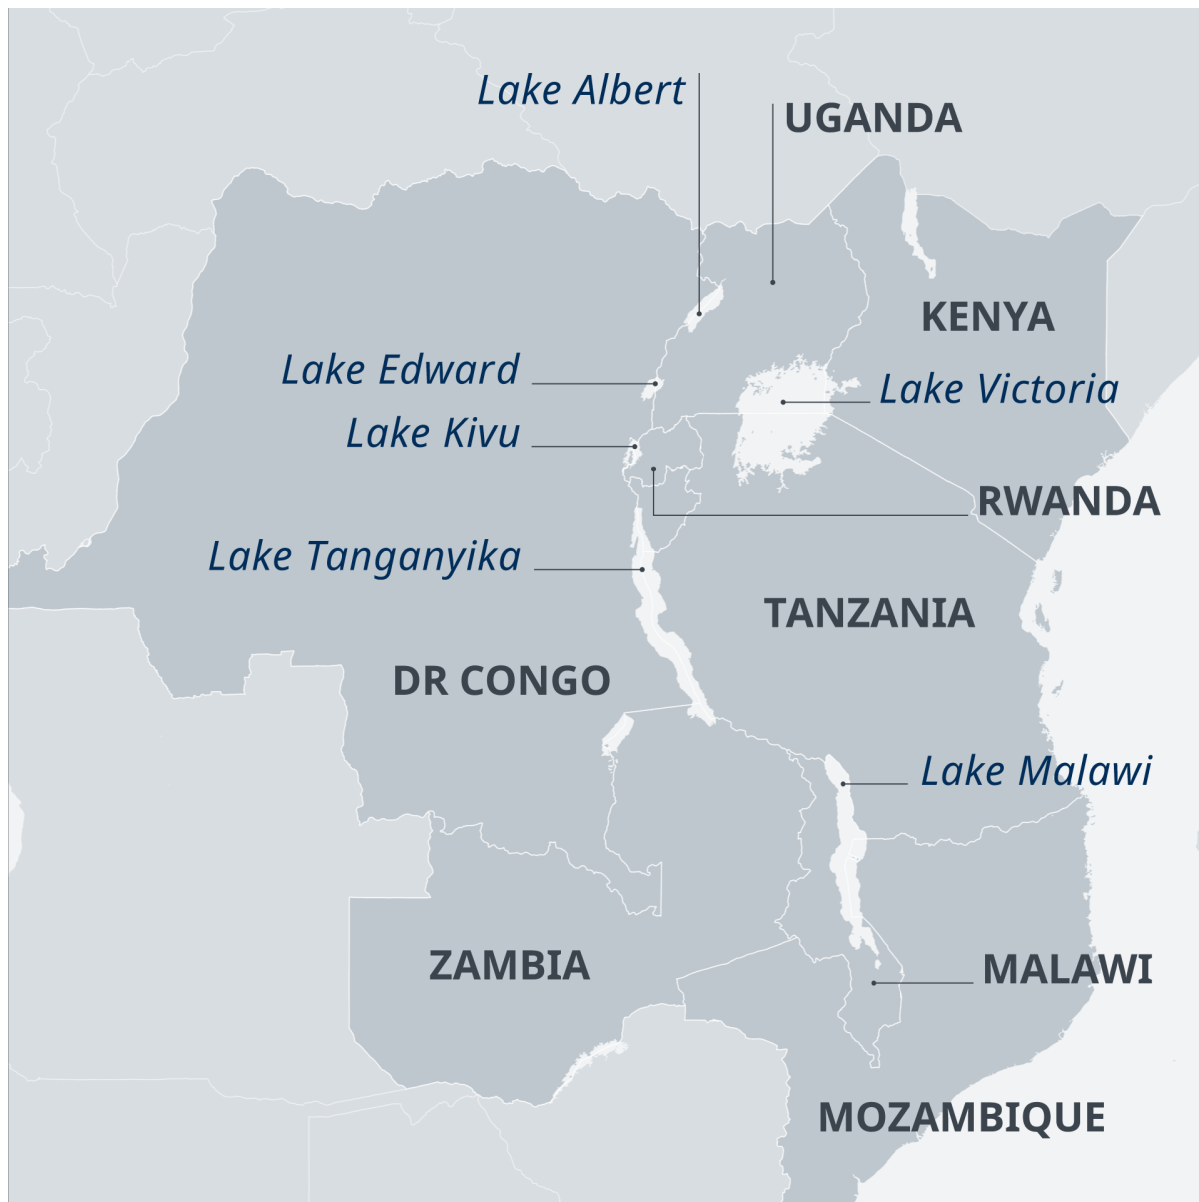 Lake Albert
UGANDA
KENYA
Lake Edward
Lake Victoria
Lake Kivu
RWANDA
Lake Tanganyika
TANZANIA
DR CONGO
Lake Malawi
ZAMBIA
MALAWI
MOZAMBIQUE